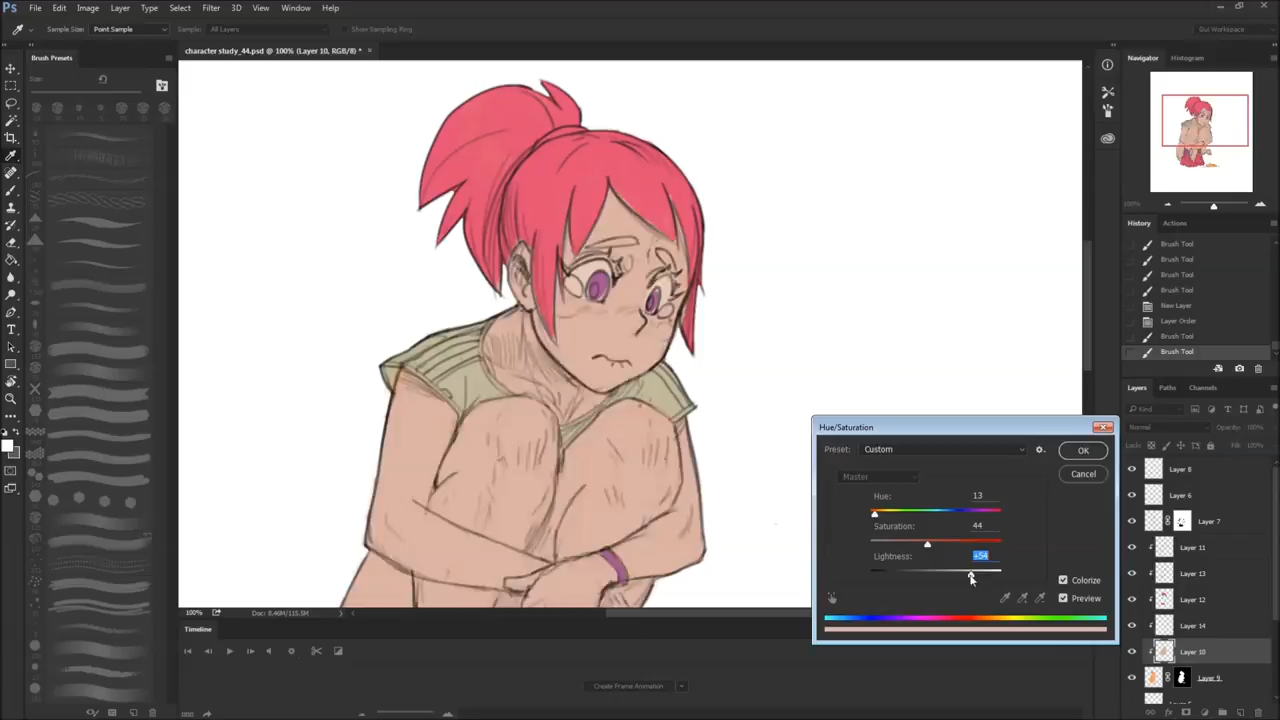 Ps File Edit Image Layer Type Select Filter 3D View Window Help
Sample Size: Point Sample Sample: All Layers Show Sampling Ring Gui Workspace
character study_44.psd @ 100% (Layer 10, RGB/8) * ×
Brush Presets
Size:
Navigator Histogram
100%
History Actions
Brush Tool
Brush Tool
Brush Tool
Brush Tool
New Layer
Layer Order
Brush Tool
Brush Tool
Layers Paths Channels
Kind
Normal Opacity: 100%
Lock: Fill: 100%
Layer 8
Layer 6
Layer 7
Layer 11
Layer 13
Layer 12
Layer 14
Layer 10
Layer 9
Hue/Saturation
Preset: Custom OK
Master Cancel
Hue: 13
Saturation: 44
Lightness: +54
Colorize
Preview
100% Doc: 8.46M/115.5M
Timeline
Create Frame Animation